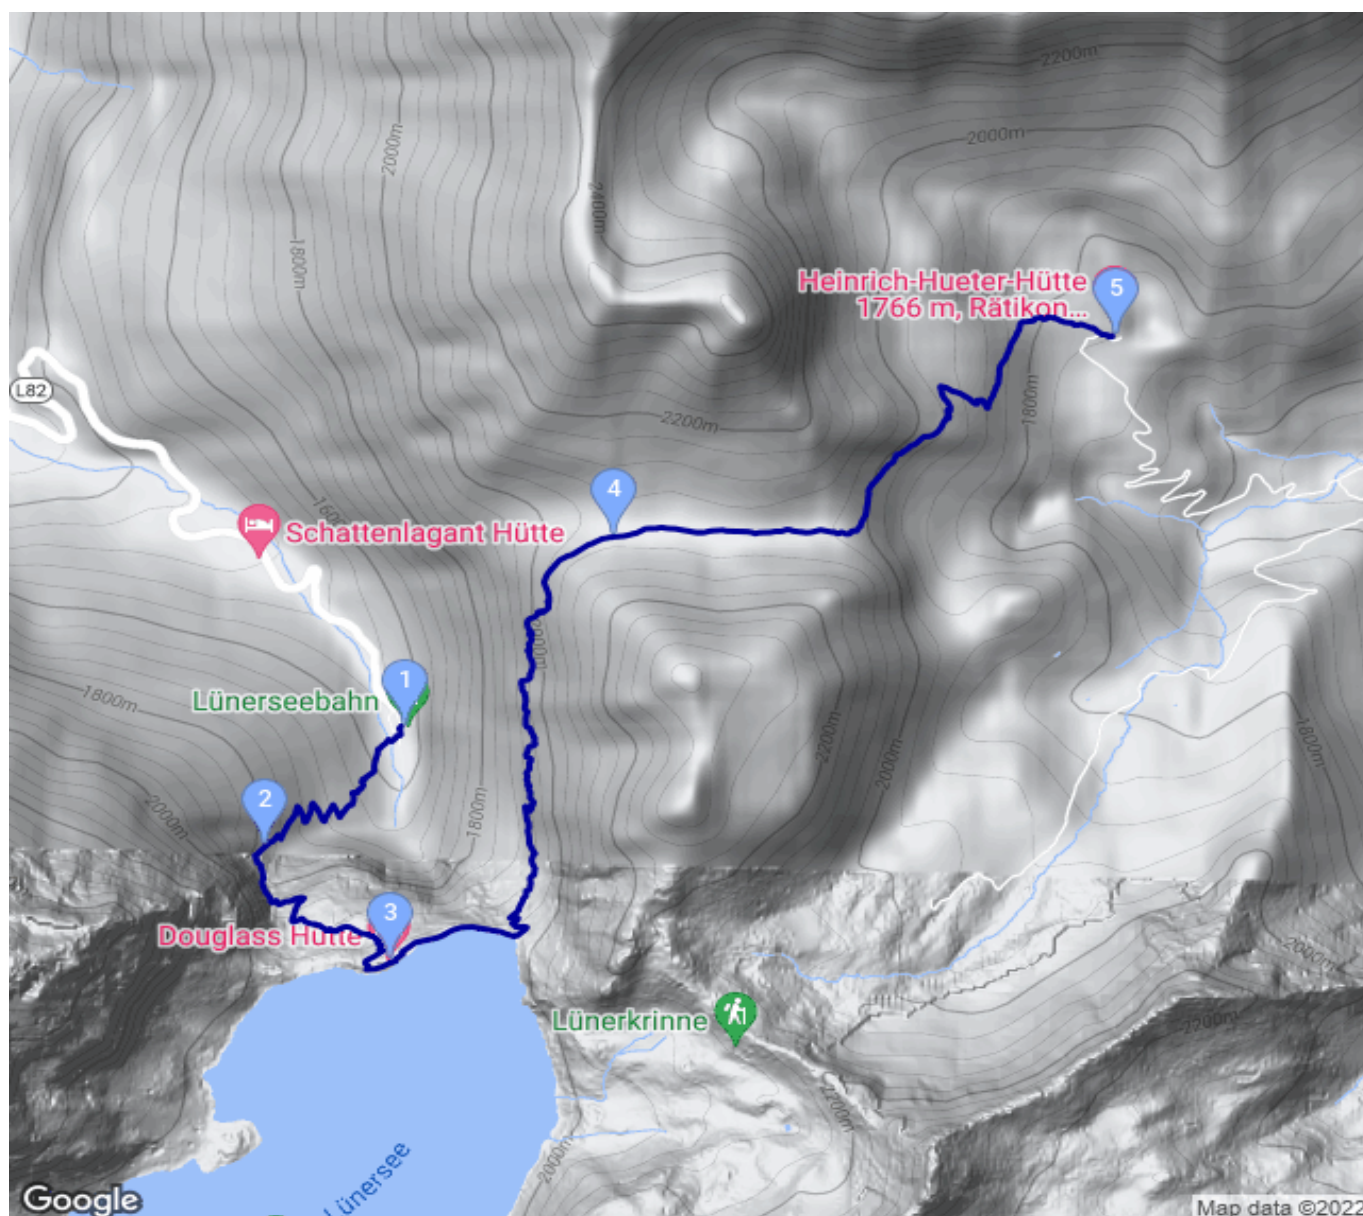 2200m
2000m
2000m
2400m
1800m
Heinrich-Hueter-Hütte
1766 m, Rätikon...
5
L82
1800m
2200m
4
1600
Schattenlagant Hütte
2000m
1
Lünerseebahn
1800m
2200m
1800m
2000m
2
2000m
1800m
3
Douglass Hütte
2000m
Lünerkrinne
2200m
2200m
2000m
Lünersee
Google
Map data ©2022